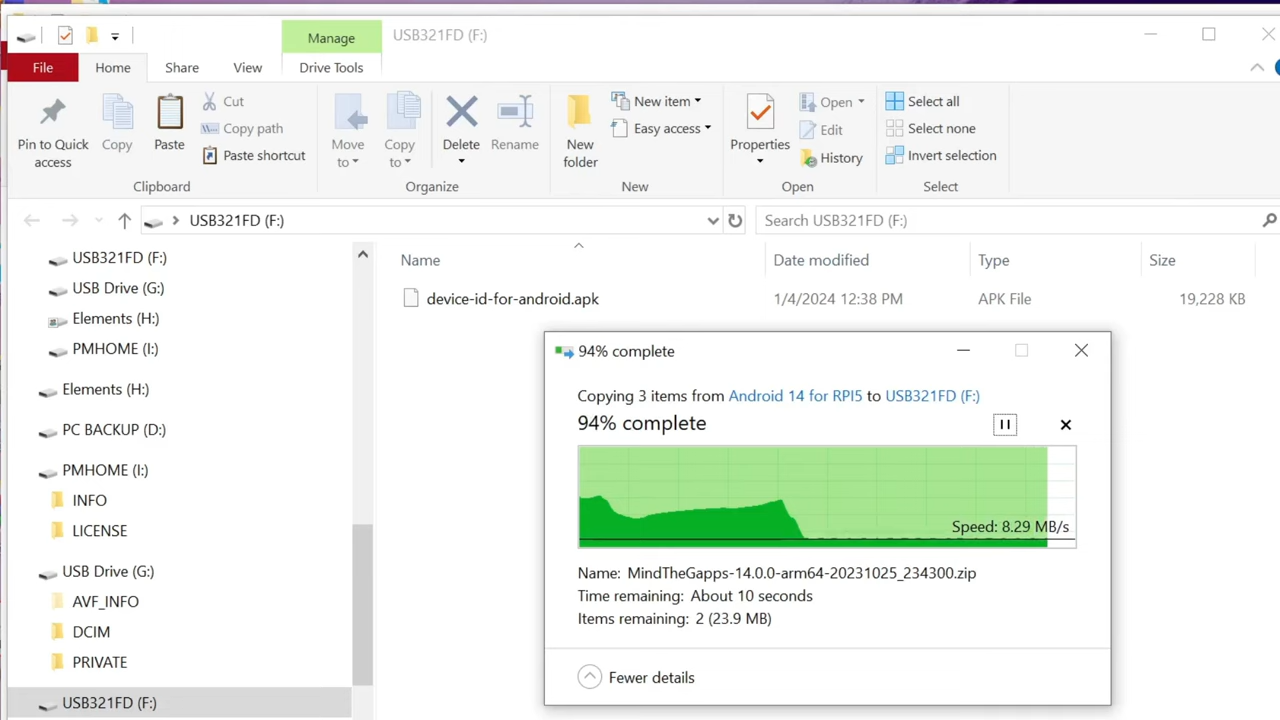 Manage
USB321FD (F:)
File
Home
Share
View
Drive Tools
Pin to Quick access
Copy
Paste
Cut
Copy path
Paste shortcut
Move to
Copy to
Delete
Rename
New folder
New item
Easy access
Properties
Open
Edit
History
Select all
Select none
Invert selection
Clipboard
Organize
New
Open
Select
USB321FD (F:)
Search USB321FD (F:)
USB321FD (F:)
USB Drive (G:)
Elements (H:)
PMHOME (I:)
Elements (H:)
PC BACKUP (D:)
PMHOME (I:)
INFO
LICENSE
USB Drive (G:)
AVF_INFO
DCIM
PRIVATE
USB321FD (F:)
Name
Date modified
Type
Size
device-id-for-android.apk
1/4/2024 12:38 PM
APK File
19,228 KB
94% complete
Copying 3 items from Android 14 for RPI5 to USB321FD (F:)
94% complete
Speed: 8.29 MB/s
Name: MindTheGapps-14.0.0-arm64-20231025_234300.zip
Time remaining: About 10 seconds
Items remaining: 2 (23.9 MB)
Fewer details